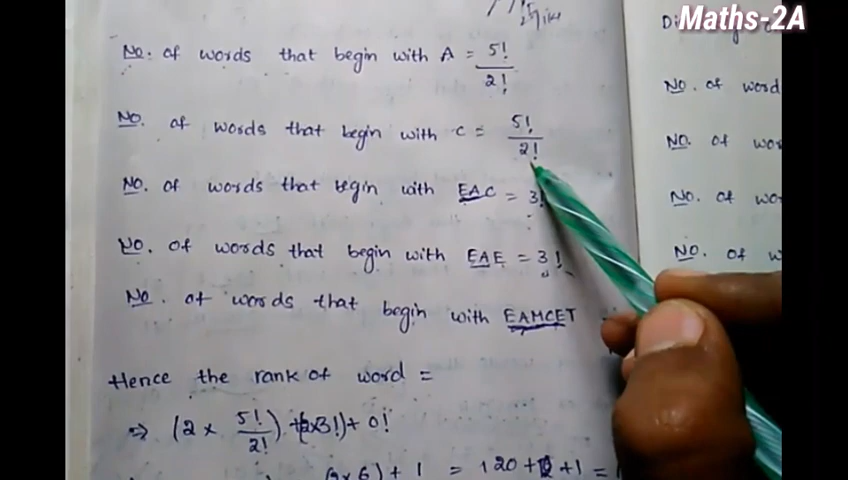 Maths-2A
No. of words that begin with A = 5!/2!
No. of words that begin with C = 5!/2!
No. of words that begin with EAC = 3!
No. of words that begin with EAE = 3!
No. of words that begin with EAMCET
Hence the rank of word =
⇒ (2 × 5!/2!) + (2×3!) + 0!
(2 × 6) + 1 = 120 + 12 + 1 =
No. of word
No. of
No. of
No. of